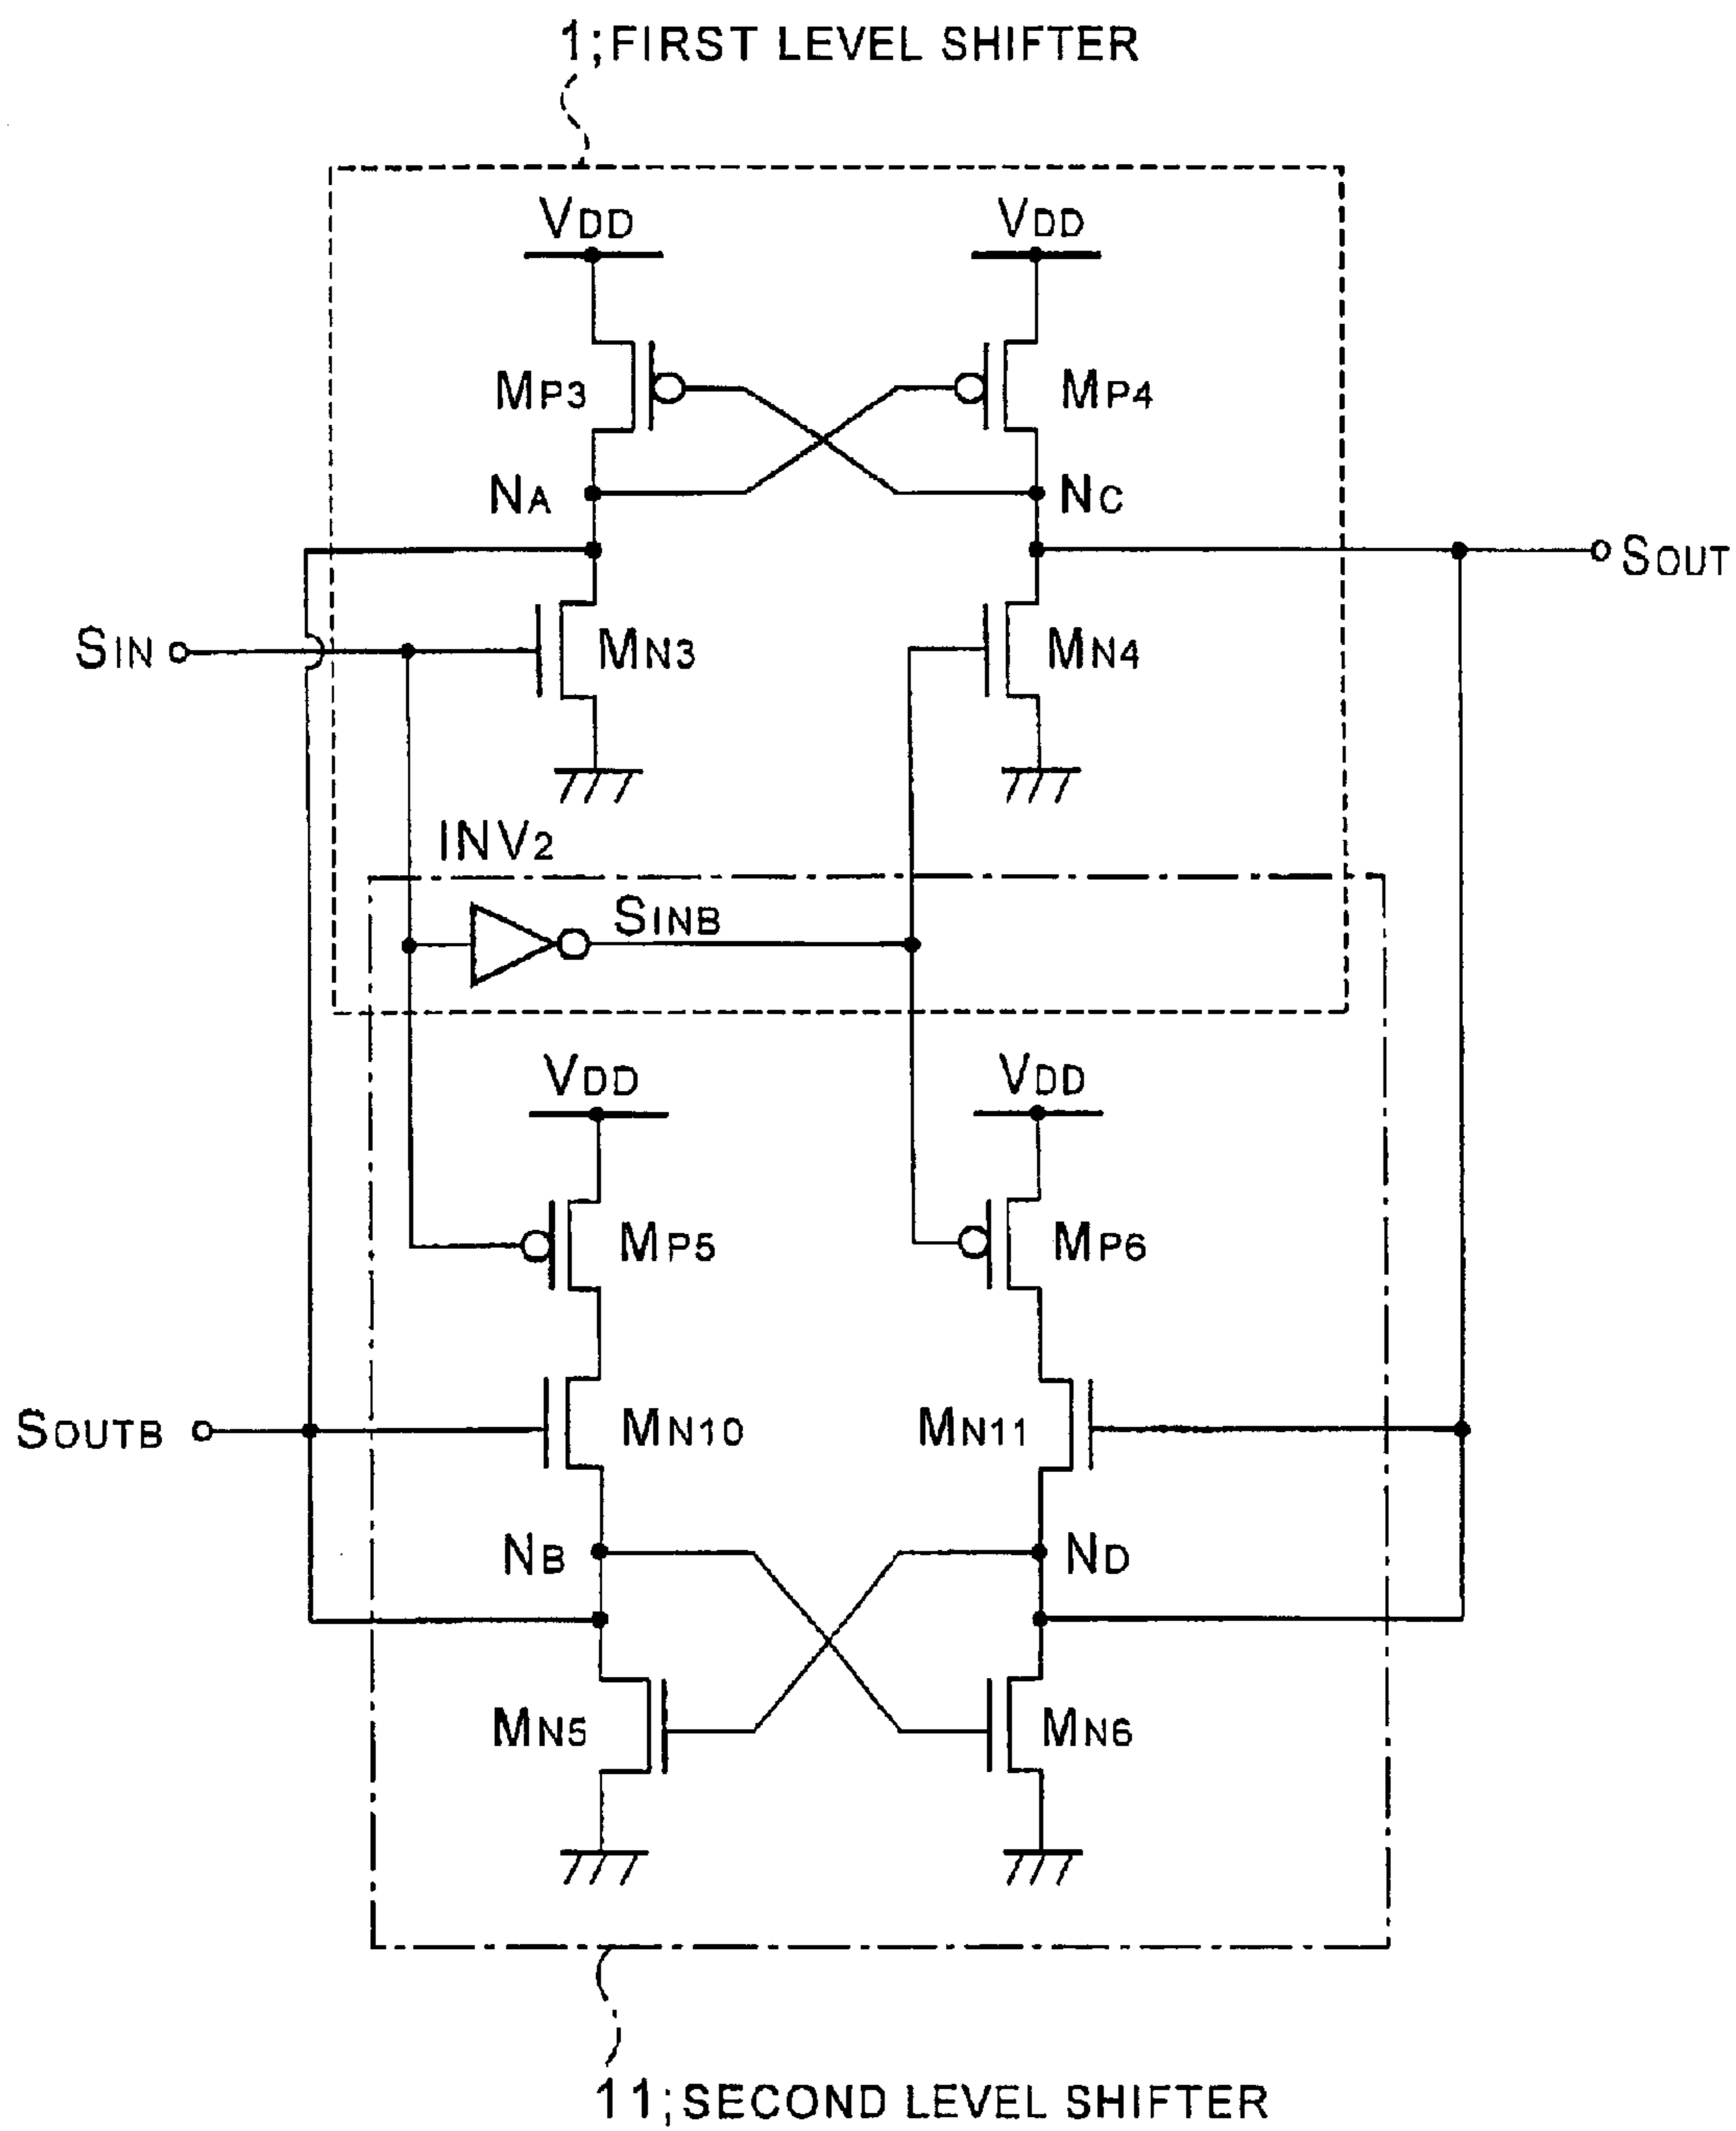 1;FIRST LEVEL SHIFTER
VDD VDD
MP3 MP4
NA NC
SOUT
SIN MN3 MN4
INV2
SINB
VDD VDD
MP5 MP6
SOUTB MN10 MN11
NB ND
MN5 MN6
11;SECOND LEVEL SHIFTER